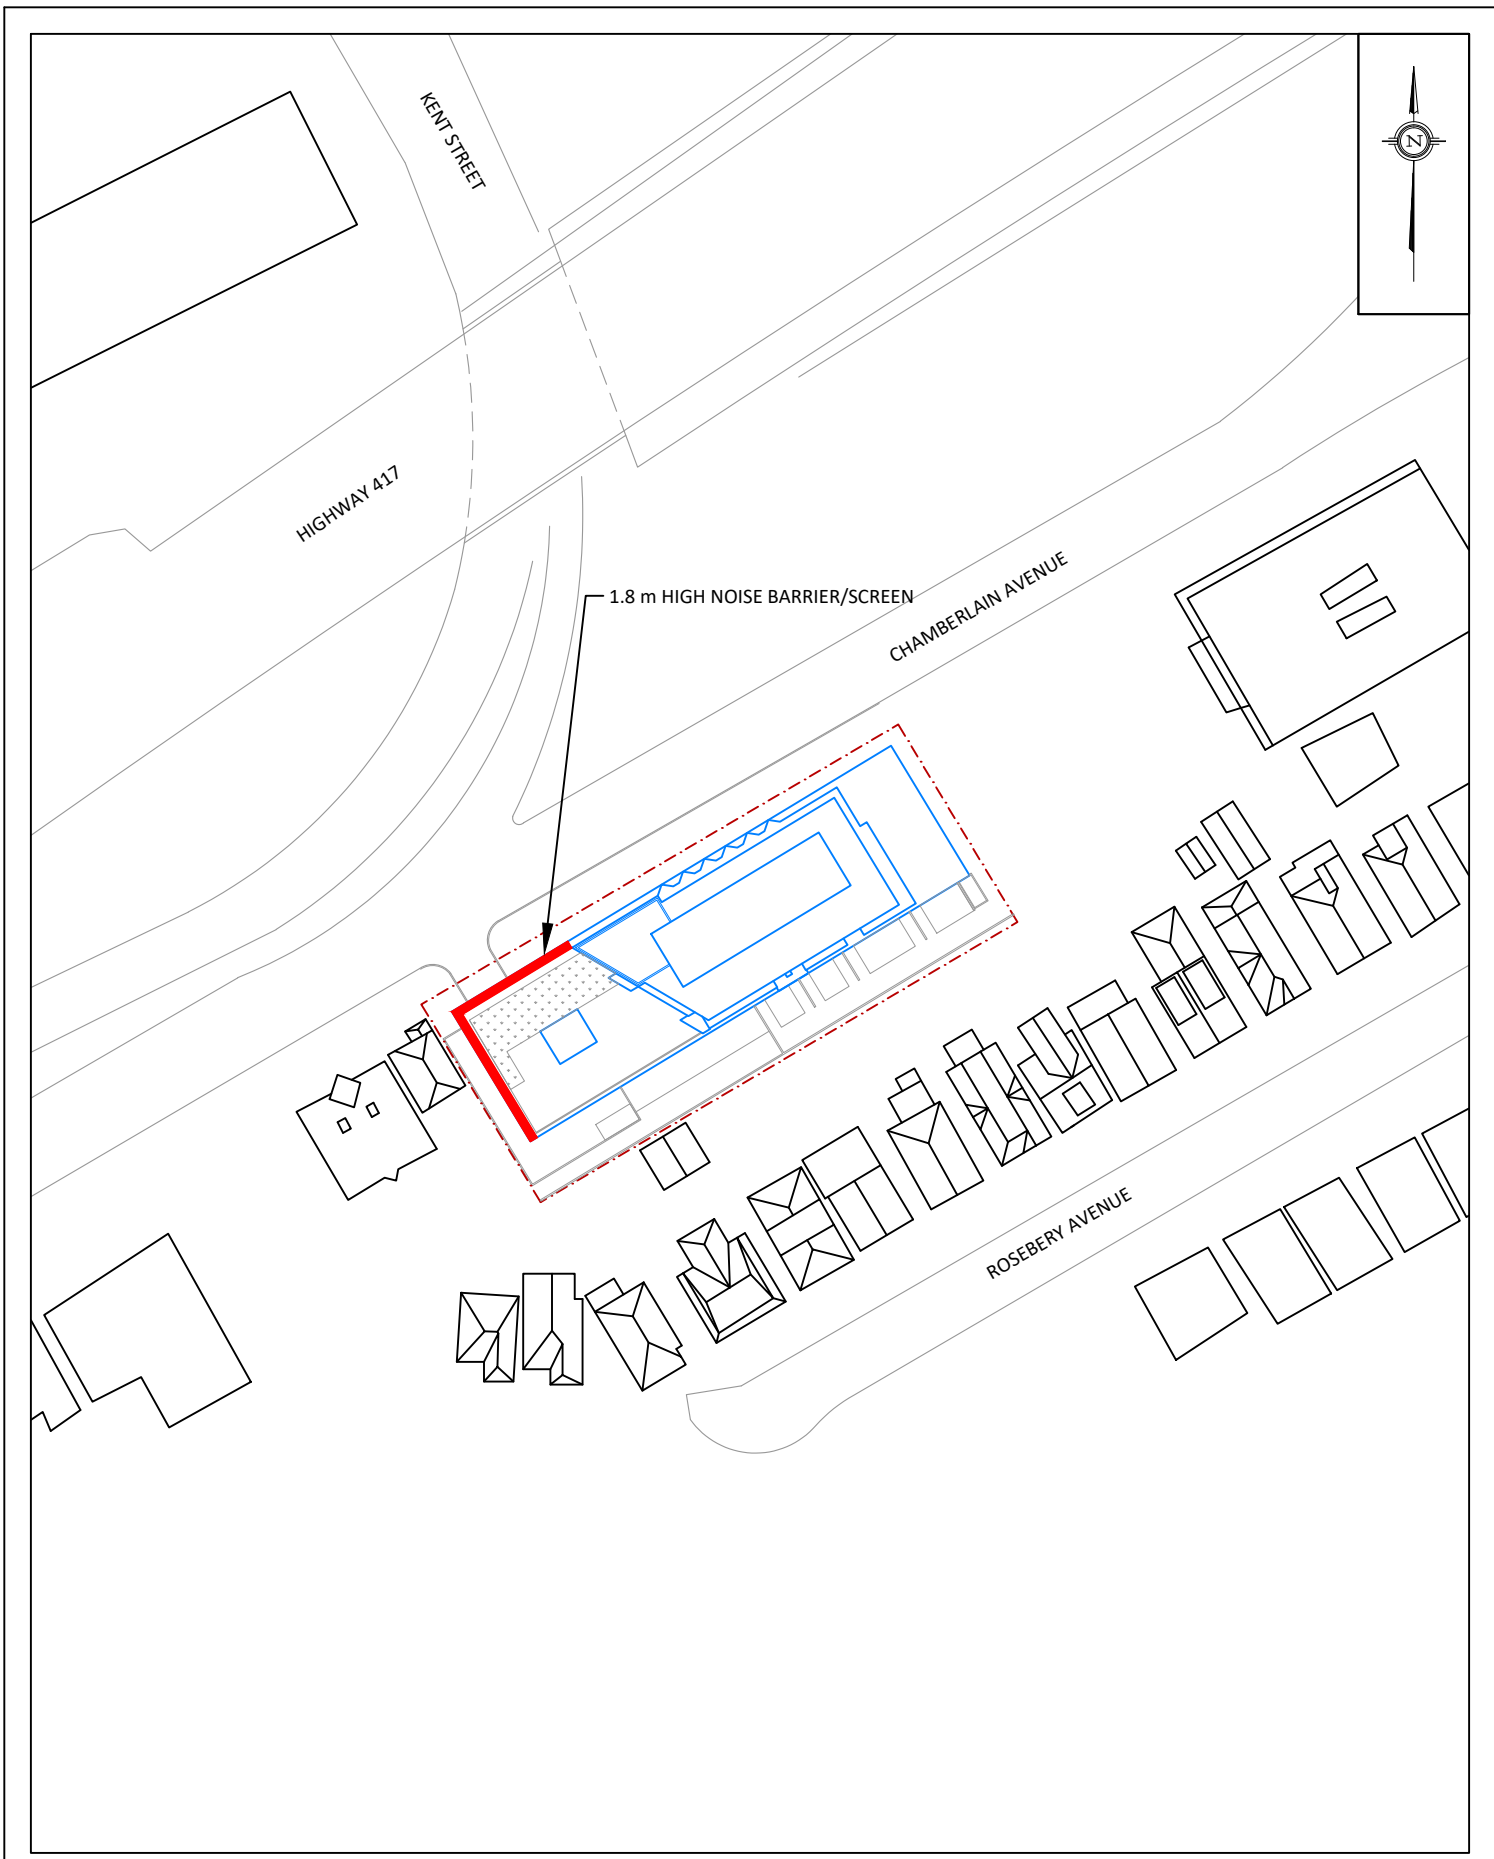 KENT STREET
N
HIGHWAY 417
1.8 m HIGH NOISE BARRIER/SCREEN
CHAMBERLAIN AVENUE
ROSEBERY AVENUE